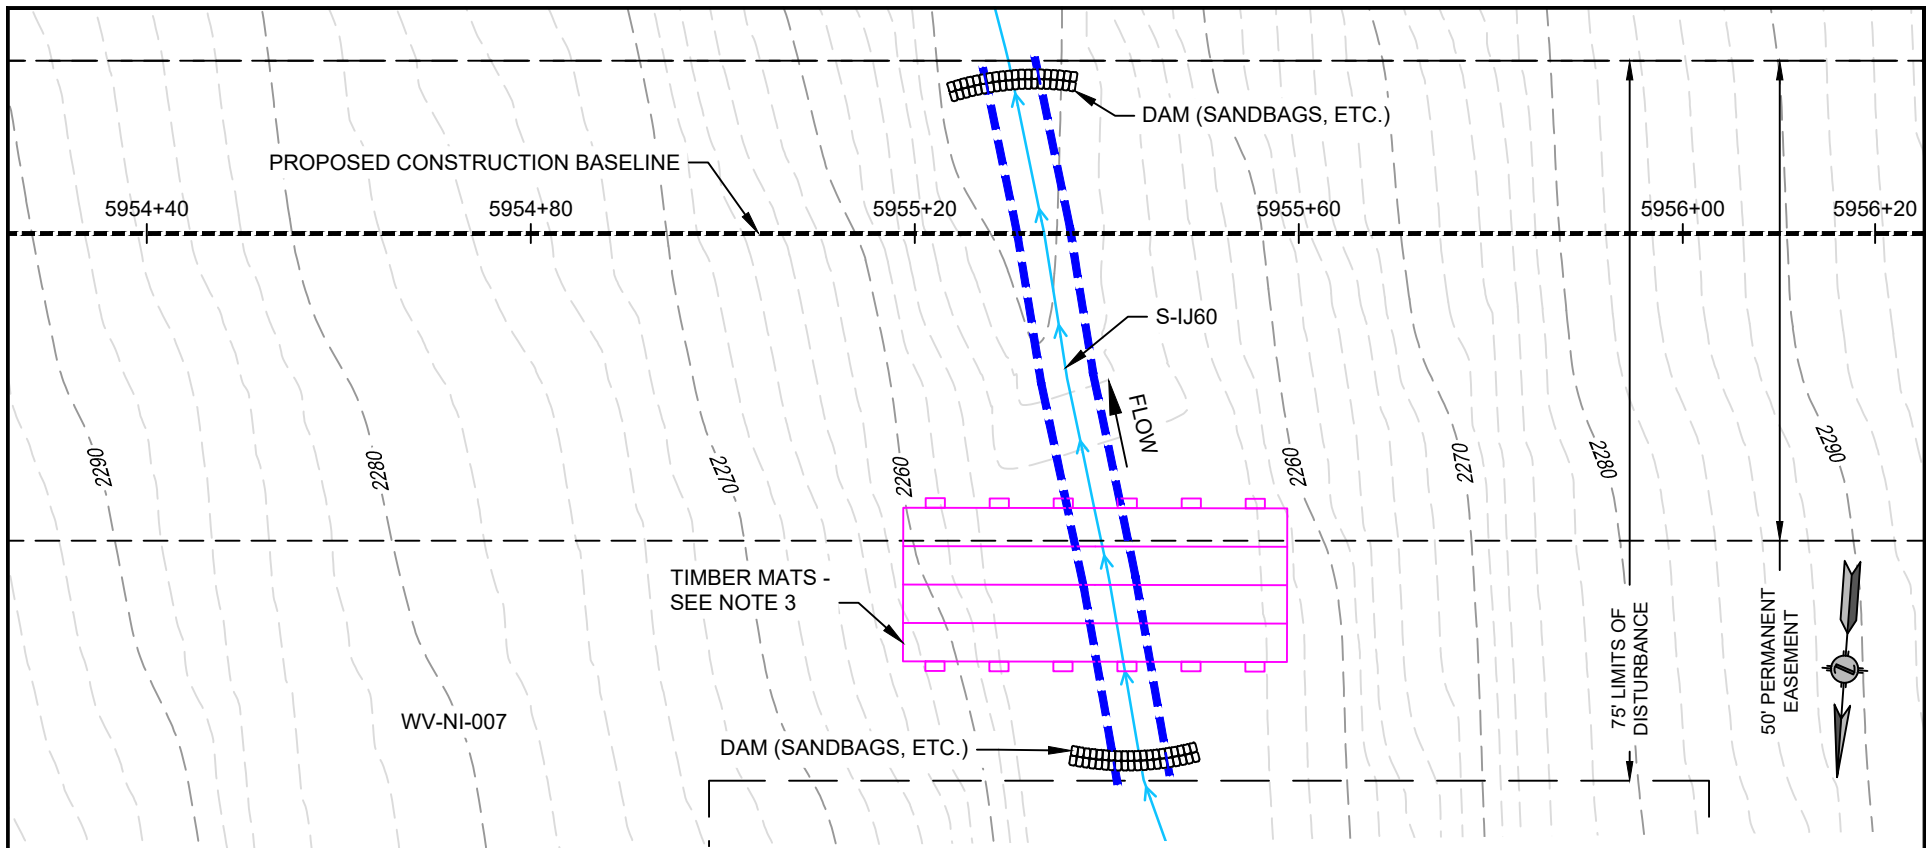 DAM (SANDBAGS, ETC.)
PROPOSED CONSTRUCTION BASELINE
5954+40
5954+80
5955+20
5955+60
5956+00
5956+20
S-IJ60
FLOW
2290
2280
2270
2260
2260
2270
2280
2290
TIMBER MATS -
SEE NOTE 3
75' LIMITS OF
DISTURBANCE
50' PERMANENT
EASEMENT
WV-NI-007
DAM (SANDBAGS, ETC.)